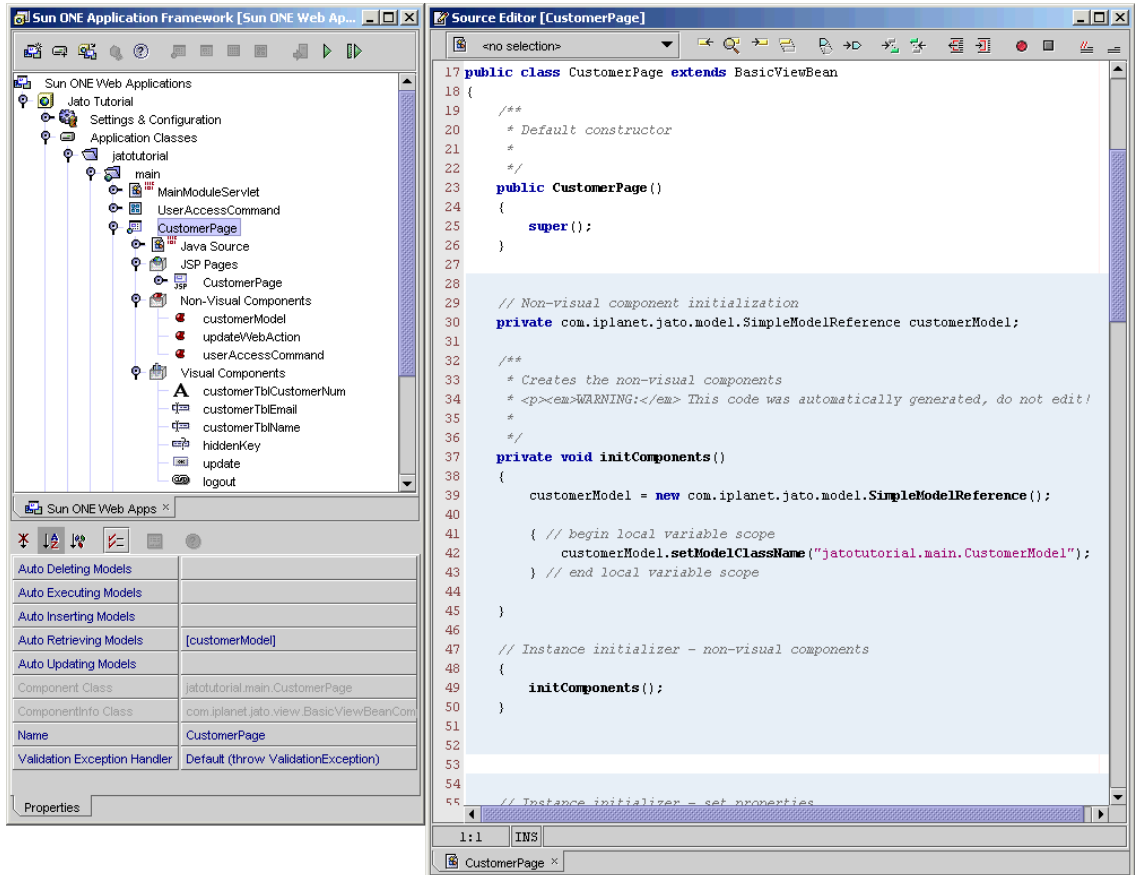 Sun ONE Application Framework [Sun ONE Web Ap...
Sun ONE Web Applications
Jato Tutorial
Settings & Configuration
Application Classes
jatotutorial
main
MainModuleServlet
UserAccessCommand
CustomerPage
Java Source
JSP Pages
JSP CustomerPage
Non-Visual Components
customerModel
updateWebAction
userAccessCommand
Visual Components
A customerTblCustomerNum
customerTblEmail
customerTblName
hiddenKey
update
logout
Sun ONE Web Apps ×
Auto Deleting Models
Auto Executing Models
Auto Inserting Models
Auto Retrieving Models [customerModel]
Auto Updating Models
Component Class jatotutorial.main.CustomerPage
ComponentInfo Class com.iplanet.jato.view.BasicViewBeanCom
Name CustomerPage
Validation Exception Handler Default (throw ValidationException)
Properties
Source Editor [CustomerPage]
<no selection>
17 public class CustomerPage extends BasicViewBean
18 {
19 /**
20 * Default constructor
21 *
22 */
23 public CustomerPage()
24 {
25 super();
26 }
27
28
29 // Non-visual component initialization
30 private com.iplanet.jato.model.SimpleModelReference customerModel;
31
32 /**
33 * Creates the non-visual components
34 * <p><em>WARNING:</em> This code was automatically generated, do not edit!
35 *
36 */
37 private void initComponents()
38 {
39 customerModel = new com.iplanet.jato.model.SimpleModelReference();
40
41 { // begin local variable scope
42 customerModel.setModelClassName("jatotutorial.main.CustomerModel");
43 } // end local variable scope
44
45 }
46
47 // Instance initializer - non-visual components
48 {
49 initComponents();
50 }
51
52
53
54
55 // Instance initializer - set properties
1:1 INS
CustomerPage ×